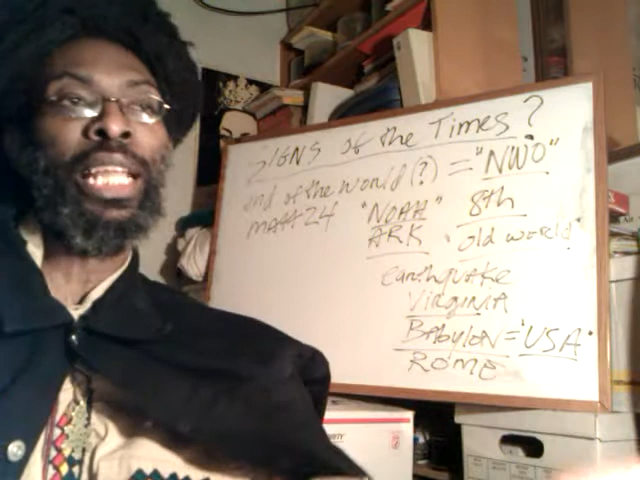 SIGNS of the Times?
end of the world (?) = "NWO"
matt 24 "NOAH" 8th
ARK "old world"
earthquake
VIRGINIA
Babylon = "USA"
ROME